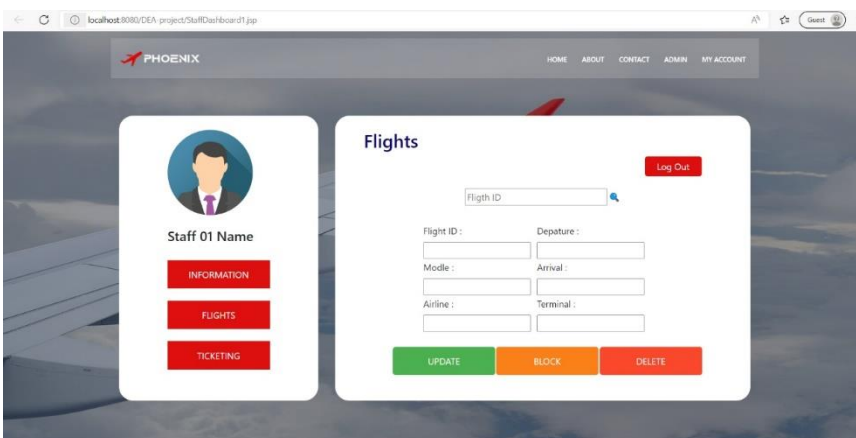 localhost:8080/DEA-project/StaffDashboard1.jsp
Guest
PHOENIX
HOME ABOUT CONTACT ADMIN MY ACCOUNT
Flights
Log Out
Fligth ID
Staff 01 Name
INFORMATION
FLIGHTS
TICKETING
Flight ID :
Depature :
Modle :
Arrival :
Airline :
Terminal :
UPDATE
BLOCK
DELETE